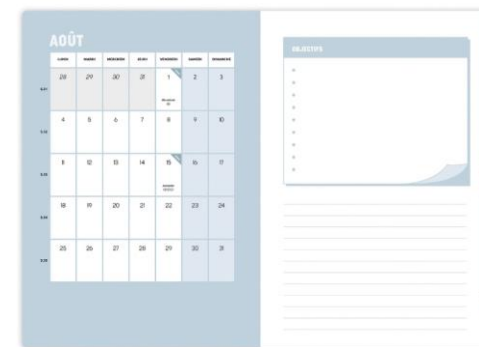 AOÛT
LUNDI MARDI MERCREDI JEUDI VENDREDI SAMEDI DIMANCHE
28 29 30 31 1 2 3
4 5 6 7 8 9 10
11 12 13 14 15 16 17
18 19 20 21 22 23 24
25 26 27 28 29 30 31
OBJECTIFS